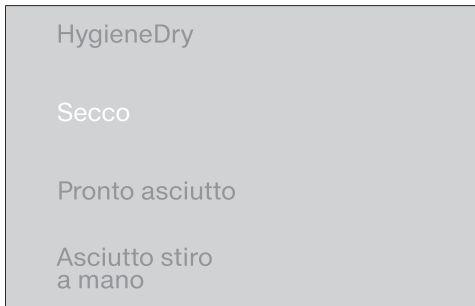 HygieneDry
Secco
Pronto asciutto
Asciutto stiro
a mano